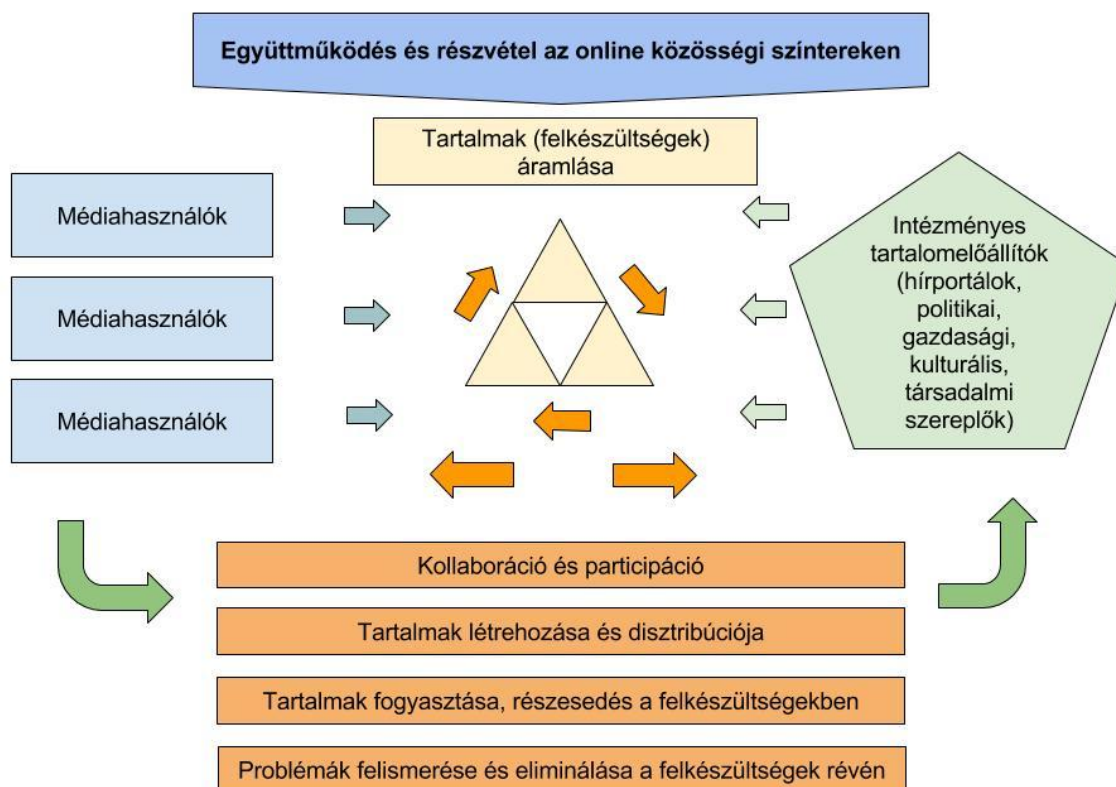 Együttműködés és részvétel az online közösségi színtereken
Tartalmak (felkészültségek)
áramlása
Médiahasználók
Médiahasználók
Médiahasználók
Intézményes
tartalomelőállítók
(hírportálok,
politikai,
gazdasági,
kulturális,
társadalmi
szereplők)
Kollaboráció és participáció
Tartalmak létrehozása és disztribúciója
Tartalmak fogyasztása, részesedés a felkészültségekben
Problémák felismerése és eliminálása a felkészültségek révén